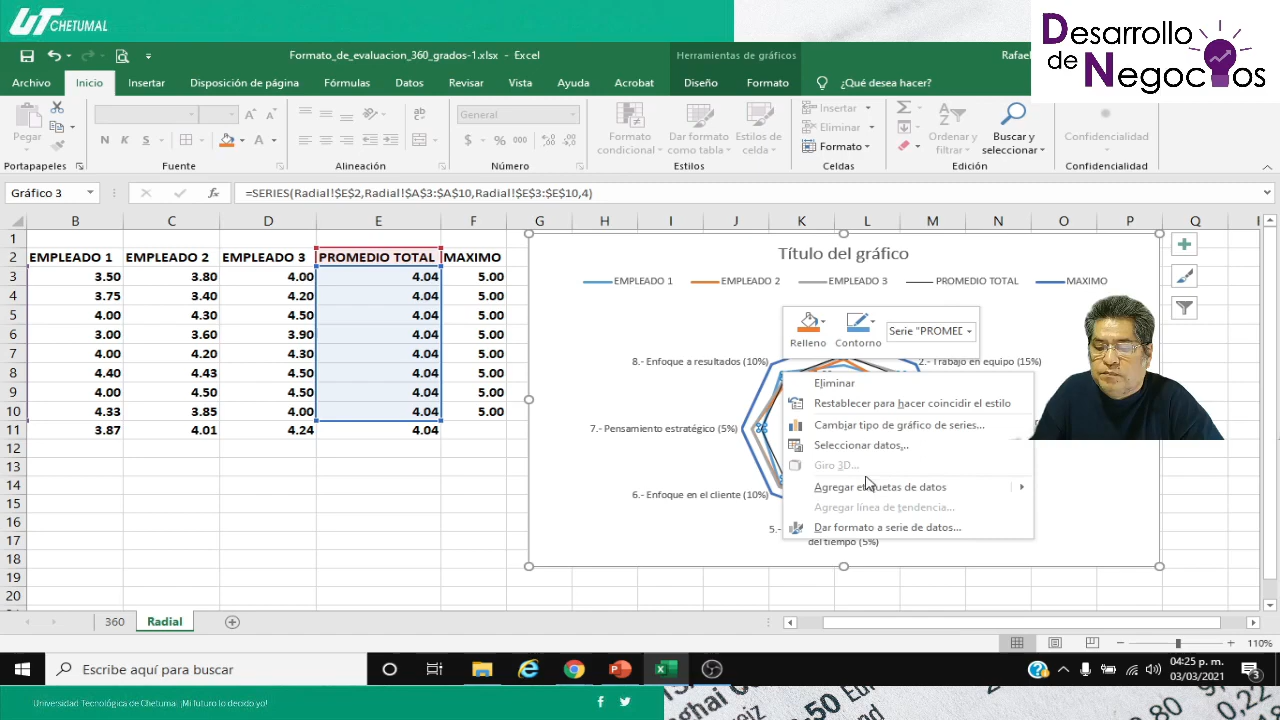 UT CHETUMAL
Desarrollo
de Negocios
Formato_de_evaluacion_360_grados-1.xlsx - Excel
Herramientas de gráficos
Rafael
Archivo Inicio Insertar Disposición de página Fórmulas Datos Revisar Vista Ayuda Acrobat Diseño Formato ¿Qué desea hacer?
Pegar
N K S
General
$ % 000
Formato condicional
Dar formato como tabla
Estilos de celda
Insertar
Eliminar
Formato
Ordenar y filtrar
Buscar y seleccionar
Confidencialidad
Portapapeles Fuente Alineación Número Estilos Celdas Edición Confidencialidad
Gráfico 3 fx =SERIES(Radial!$E$2,Radial!$A$3:$A$10,Radial!$E$3:$E$10,4)
B C D E F G H I J K L M N O P Q
1
2 EMPLEADO 1 EMPLEADO 2 EMPLEADO 3 PROMEDIO TOTAL MAXIMO
3 3.50 3.80 4.00 4.04 5.00
4 3.75 3.40 4.20 4.04 5.00
5 4.00 4.30 4.50 4.04 5.00
6 3.00 3.60 3.90 4.04 5.00
7 4.00 4.20 4.30 4.04 5.00
8 4.40 4.43 4.50 4.04 5.00
9 4.00 4.50 4.50 4.04 5.00
10 4.33 3.85 4.00 4.04 5.00
11 3.87 4.01 4.24 4.04
12
13
14
15
16
17
18
19
20
Título del gráfico
EMPLEADO 1 EMPLEADO 2 EMPLEADO 3 PROMEDIO TOTAL MAXIMO
Relleno Contorno Serie "PROMED
8.- Enfoque a resultados (10%) 2.- Trabajo en equipo (15%)
7.- Pensamiento estratégico (5%)
6.- Enfoque en el cliente (10%)
5.-
del tiempo (5%)
Eliminar
Restablecer para hacer coincidir el estilo
Cambiar tipo de gráfico de series...
Seleccionar datos...
Giro 3D...
Agregar etiquetas de datos
Agregar línea de tendencia...
Dar formato a serie de datos...
360 Radial
110%
Escribe aquí para buscar
04:25 p. m.
03/03/2021
3
Universidad Tecnológica de Chetumal ¡Mi futuro lo decido yo!